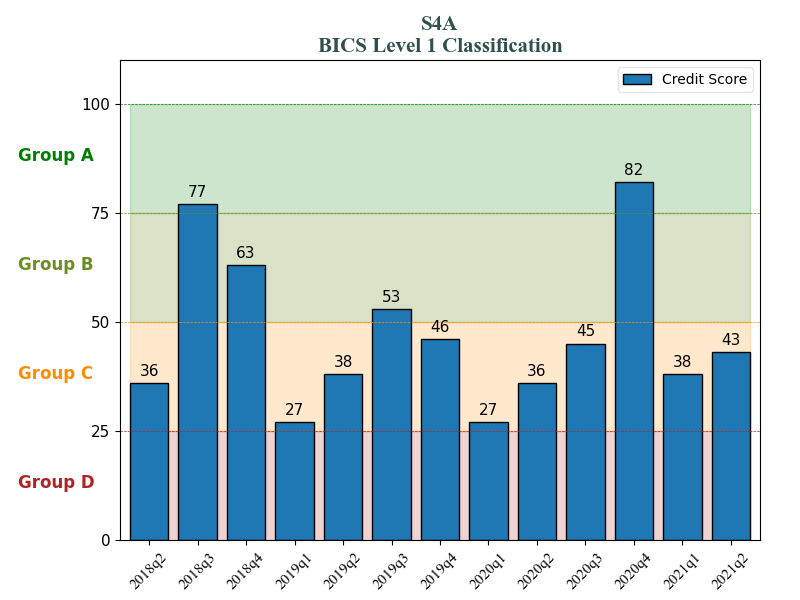 S4A
BICS Level 1 Classification
Credit Score
100
75
50
25
0
Group A
Group B
Group C
Group D
36
77
63
27
38
53
46
27
36
45
82
38
43
2018q2
2018q3
2018q4
2019q1
2019q2
2019q3
2019q4
2020q1
2020q2
2020q3
2020q4
2021q1
2021q2